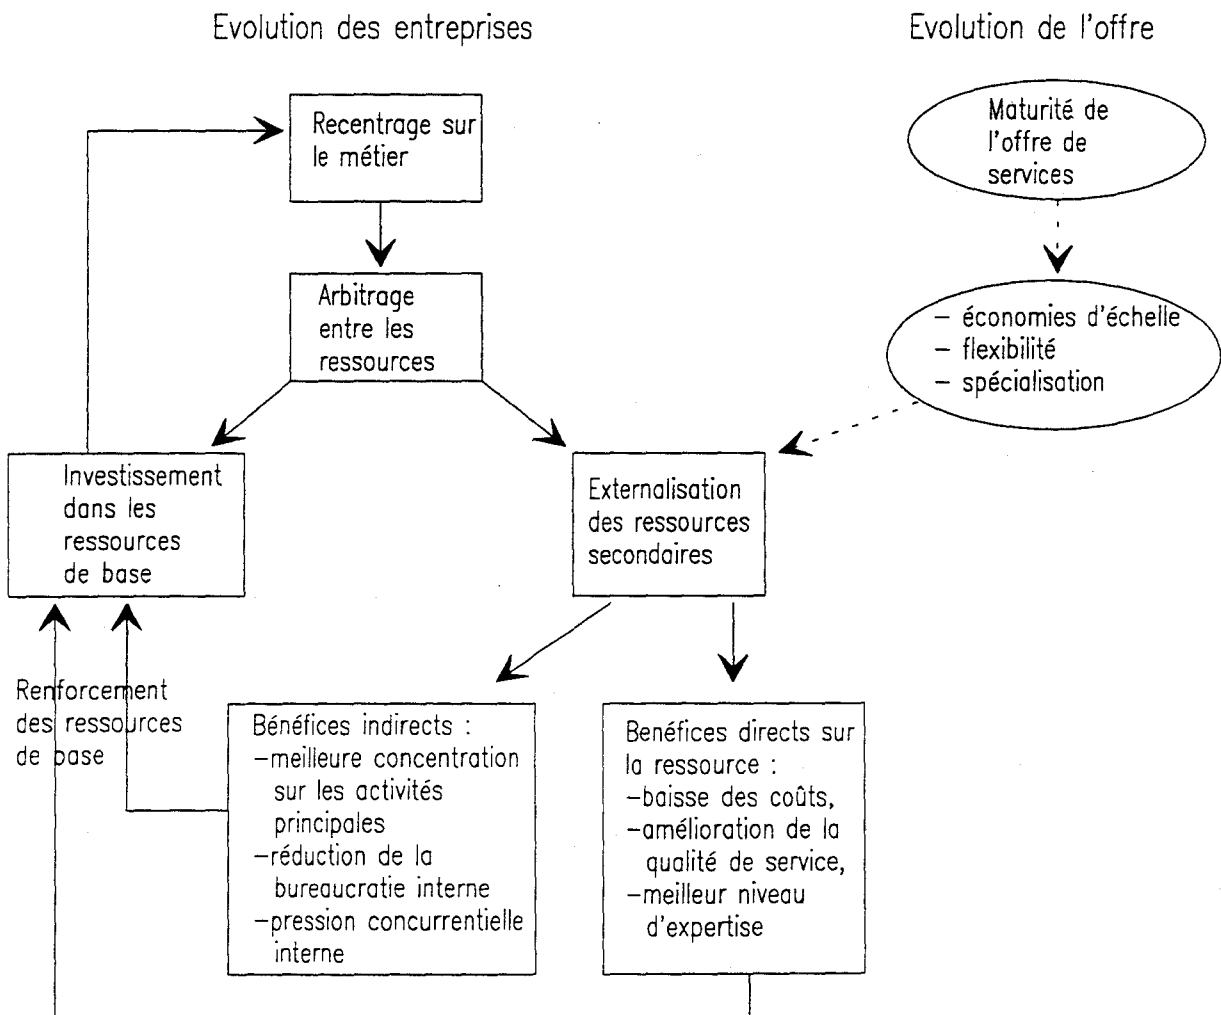 Evolution des entreprises
Evolution de l'offre
Recentrage sur
le métier
Maturité de
l'offre de
services
Arbitrage
entre les
ressources
– économies d'échelle
– flexibilité
– spécialisation
Investissement
dans les
ressources
de base
Externalisation
des ressources
secondaires
Renforcement
des ressources
de base
Bénéfices indirects :
–meilleure concentration
sur les activités
principales
–réduction de la
bureaucratie interne
–pression concurrentielle
interne
Benéfices directs sur
la ressource :
–baisse des coûts,
–amélioration de la
qualité de service,
–meilleur niveau
d'expertise